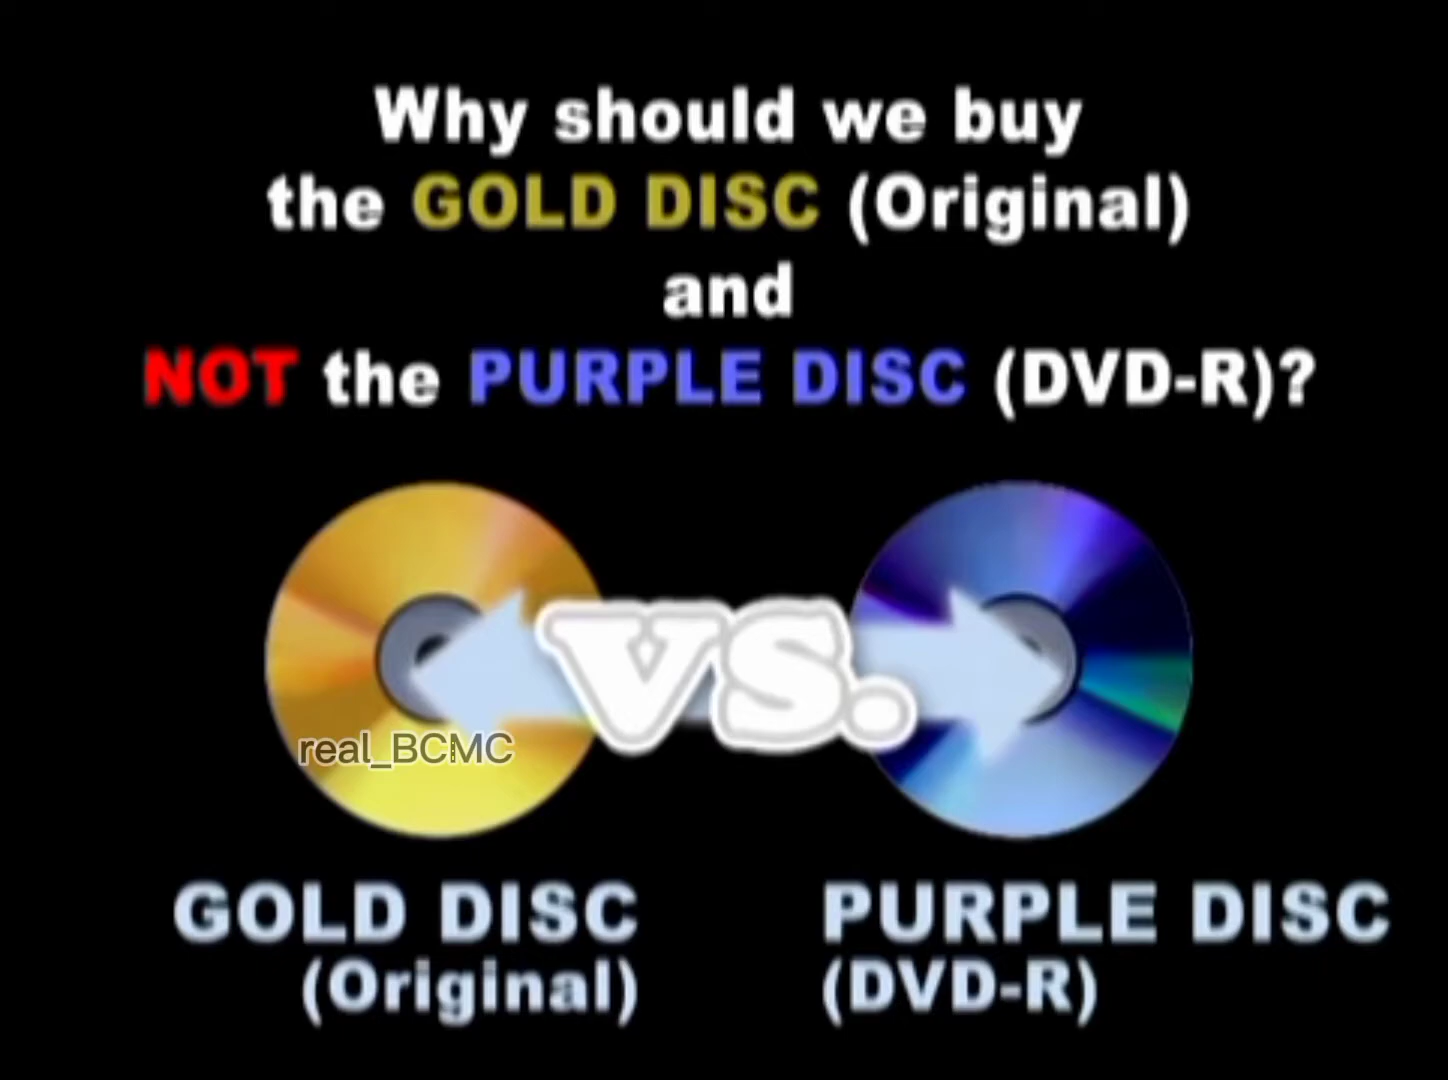 Why should we buy
the GOLD DISC (Original)
and
NOT the PURPLE DISC (DVD-R)?
VS.
real_BCMC
GOLD DISC
(Original)
PURPLE DISC
(DVD-R)